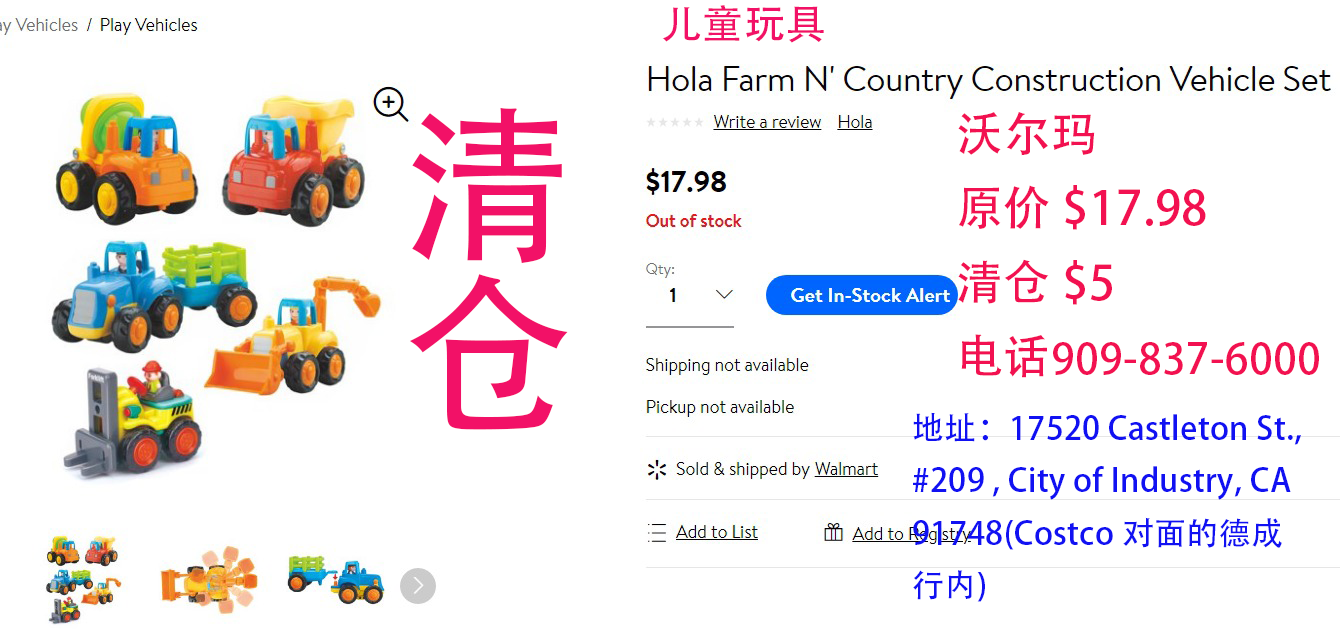 ay Vehicles / Play Vehicles
儿童玩具
Hola Farm N' Country Construction Vehicle Set
Write a review Hola
清仓
沃尔玛
$17.98
原价 $17.98
Out of stock
Qty:
1
清仓 $5
Get In-Stock Alert
电话909-837-6000
Shipping not available
Pickup not available
地址：17520 Castleton St.,
#209 , City of Industry, CA
91748(Costco 对面的德成
行内)
Sold & shipped by Walmart
Add to List
Add to Registry